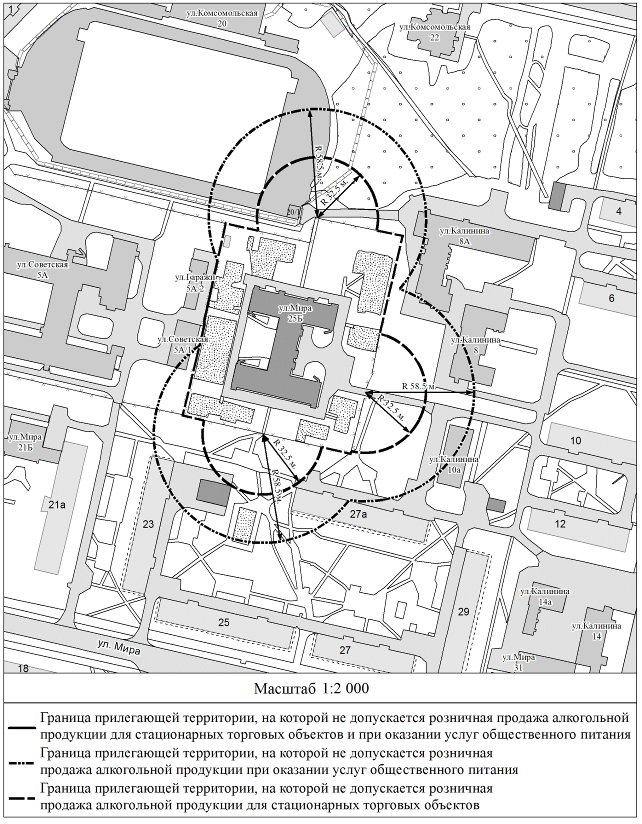 1
ул.Комсомольская
20
ул.Комсомольская
22
R 58.5 м.
R 32.5 м.
20/1
4
ул.Калинина
8А
ул.Советская
5А
ул.Гаражи
5А 2
6
ул.Мира
25Б
ул.Советская
5А 1
ул.Калинина
8
R 58.5 м.
R 32.5 м.
ул.Мира
21Б
10
R 32.5 м.
R 58.5 м.
ул.Калинина
10а
21а
23
27а
12
ул.Калинина
14а
25
29
ул.Калинина
14
ул. Мира
27
ул.Мира
31
18
Масштаб 1:2 000
Граница прилегающей территории, на которой не допускается розничная продажа алкогольной
продукции для стационарных торговых объектов и при оказании услуг общественного питания
Граница прилегающей территории, на которой не допускается розничная
продажа алкогольной продукции при оказании услуг общественного питания
Граница прилегающей территории, на которой не допускается розничная
продажа алкогольной продукции для стационарных торговых объектов